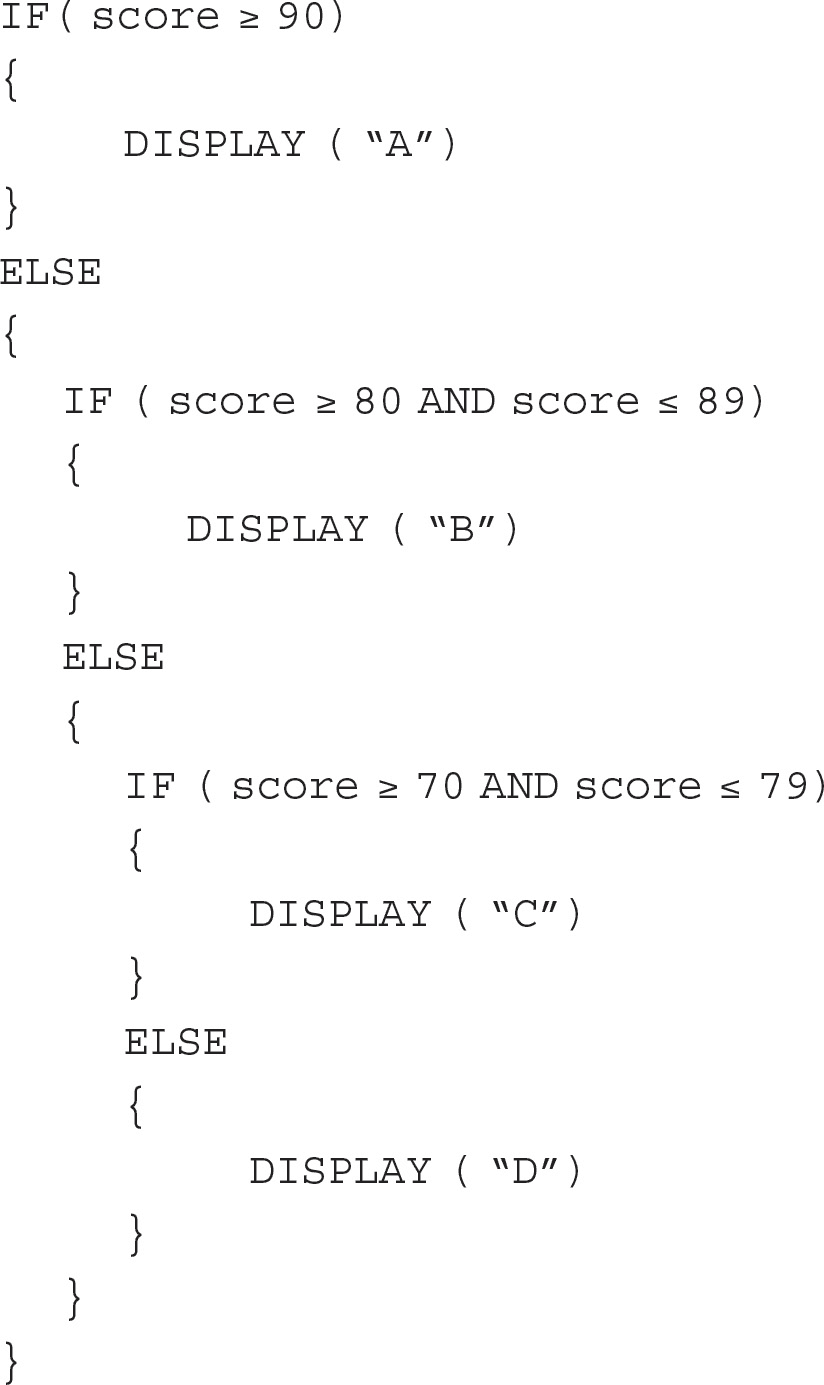 IF( score ≥ 90)
{
DISPLAY ( “A”)
}
ELSE
{
IF ( score ≥ 80 AND score ≤ 89)
{
DISPLAY ( “B”)
}
ELSE
{
IF ( score ≥ 70 AND score ≤ 79)
{
DISPLAY ( “C”)
}
ELSE
{
DISPLAY ( “D”)
}
}
}